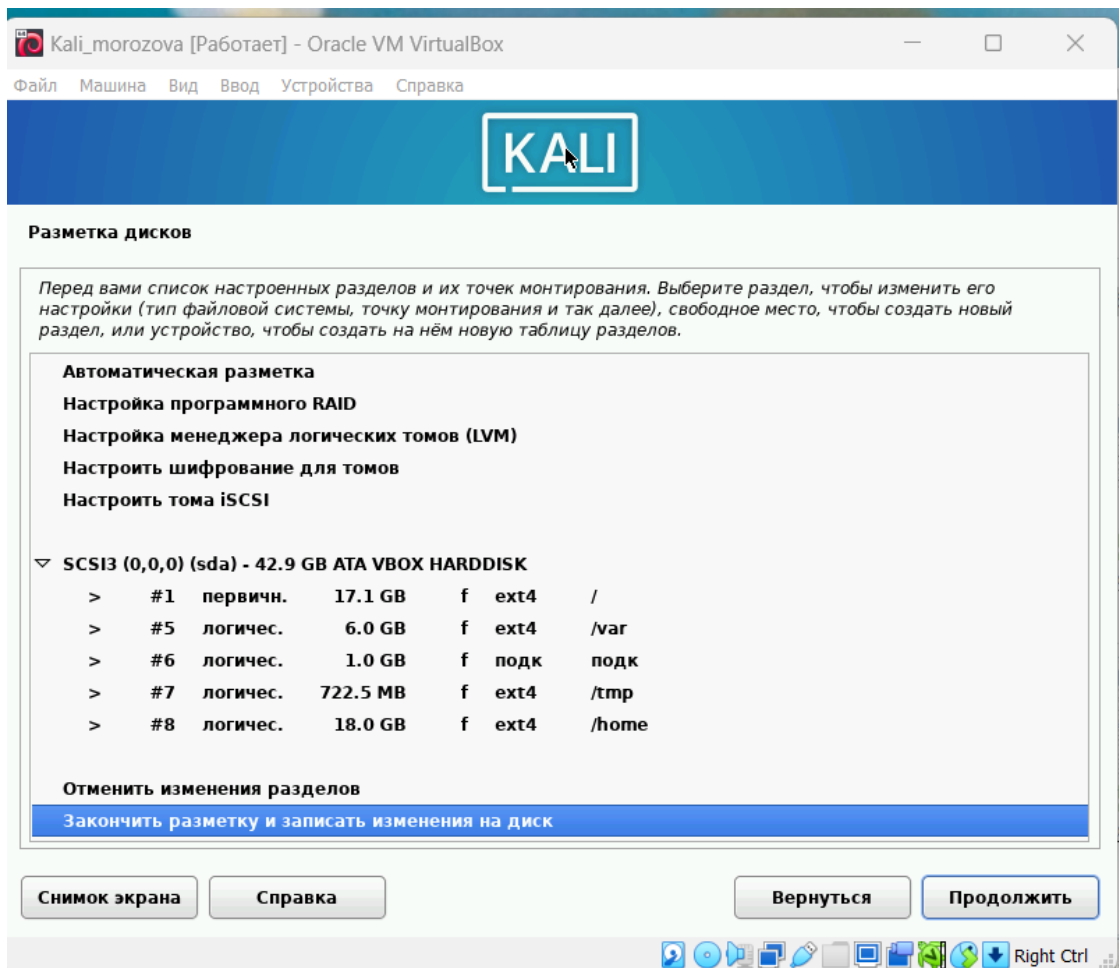 Kali_morozova [Работает] - Oracle VM VirtualBox
Файл Машина Вид Ввод Устройства Справка
KALI
Разметка дисков
Перед вами список настроенных разделов и их точек монтирования. Выберите раздел, чтобы изменить его
настройки (тип файловой системы, точку монтирования и так далее), свободное место, чтобы создать новый
раздел, или устройство, чтобы создать на нём новую таблицу разделов.
Автоматическая разметка
Настройка программного RAID
Настройка менеджера логических томов (LVM)
Настроить шифрование для томов
Настроить тома iSCSI
SCSI3 (0,0,0) (sda) - 42.9 GB ATA VBOX HARDDISK
> #1 первичн. 17.1 GB f ext4 /
> #5 логичес. 6.0 GB f ext4 /var
> #6 логичес. 1.0 GB f подк подк
> #7 логичес. 722.5 MB f ext4 /tmp
> #8 логичес. 18.0 GB f ext4 /home
Отменить изменения разделов
Закончить разметку и записать изменения на диск
Снимок экрана Справка Вернуться Продолжить
Right Ctrl